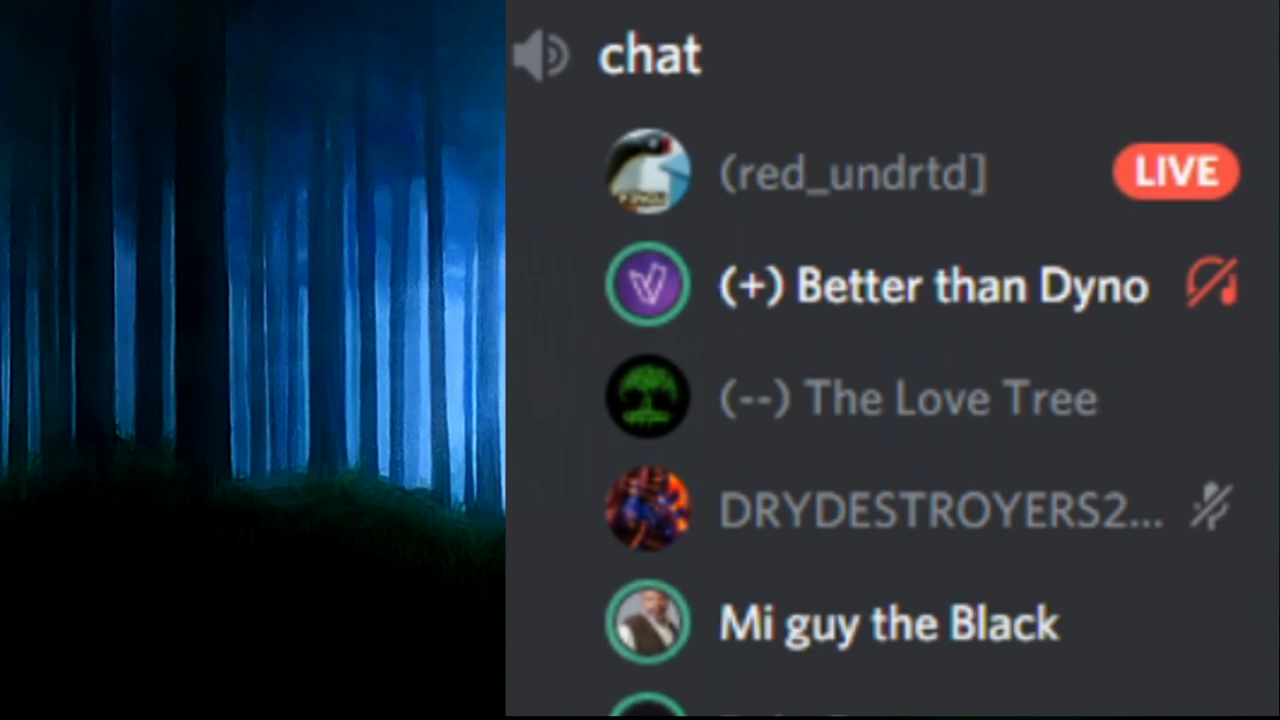 chat
(red_undrtd]
LIVE
(+) Better than Dyno
(--) The Love Tree
DRYDESTROYERS2...
Mi guy the Black